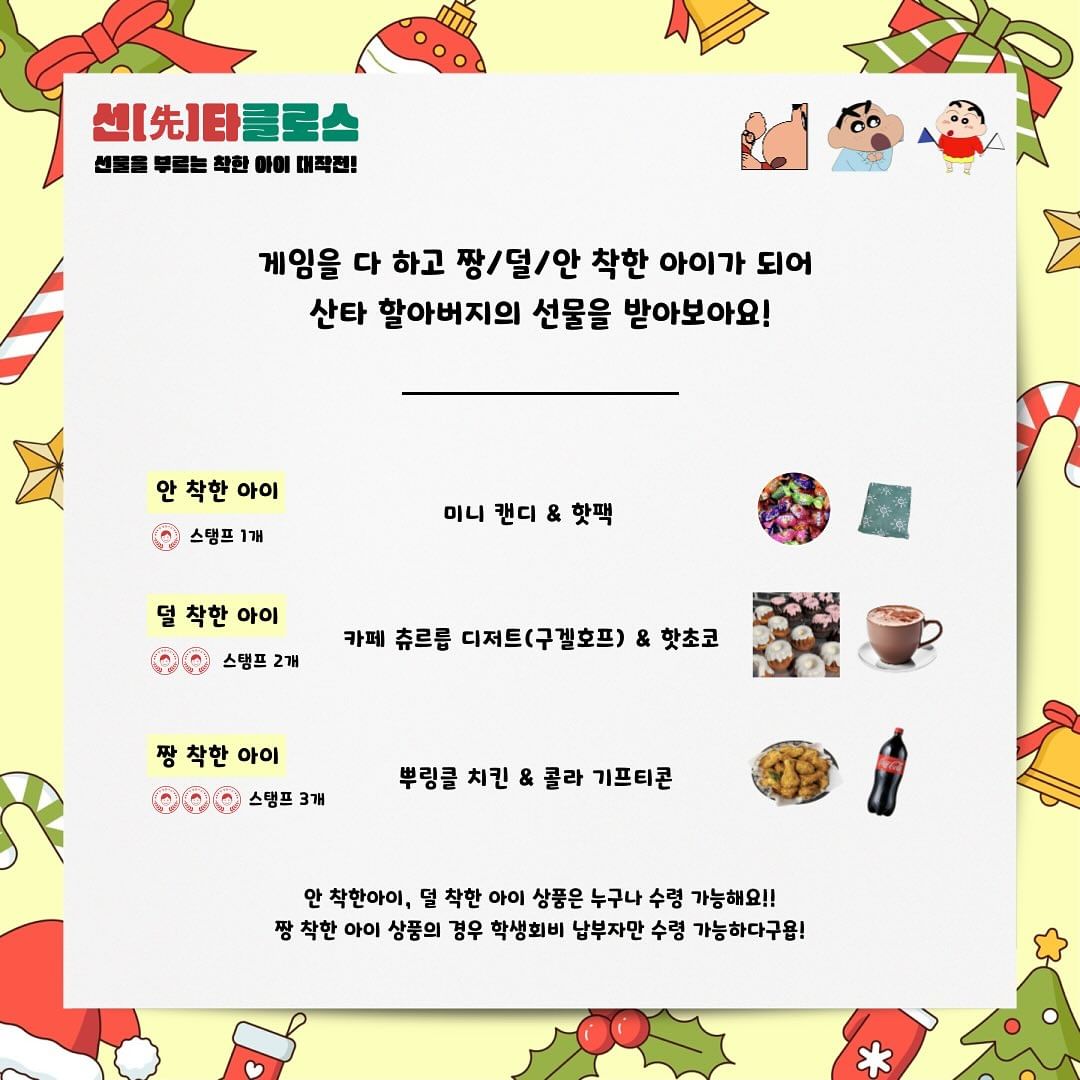 선[先]타클로스
선물을 부르는 착한 아이 대작전!
게임을 다 하고 짱/덜/안 착한 아이가 되어
산타 할아버지의 선물을 받아보아요!
안 착한 아이
스탬프 1개
미니 캔디 & 핫팩
덜 착한 아이
스탬프 2개
카페 츄르릅 디저트(구겔호프) & 핫초코
짱 착한 아이
스탬프 3개
뿌링클 치킨 & 콜라 기프티콘
Coca-Cola
안 착한아이, 덜 착한 아이 상품은 누구나 수령 가능해요!!
짱 착한 아이 상품의 경우 학생회비 납부자만 수령 가능하다구욥!